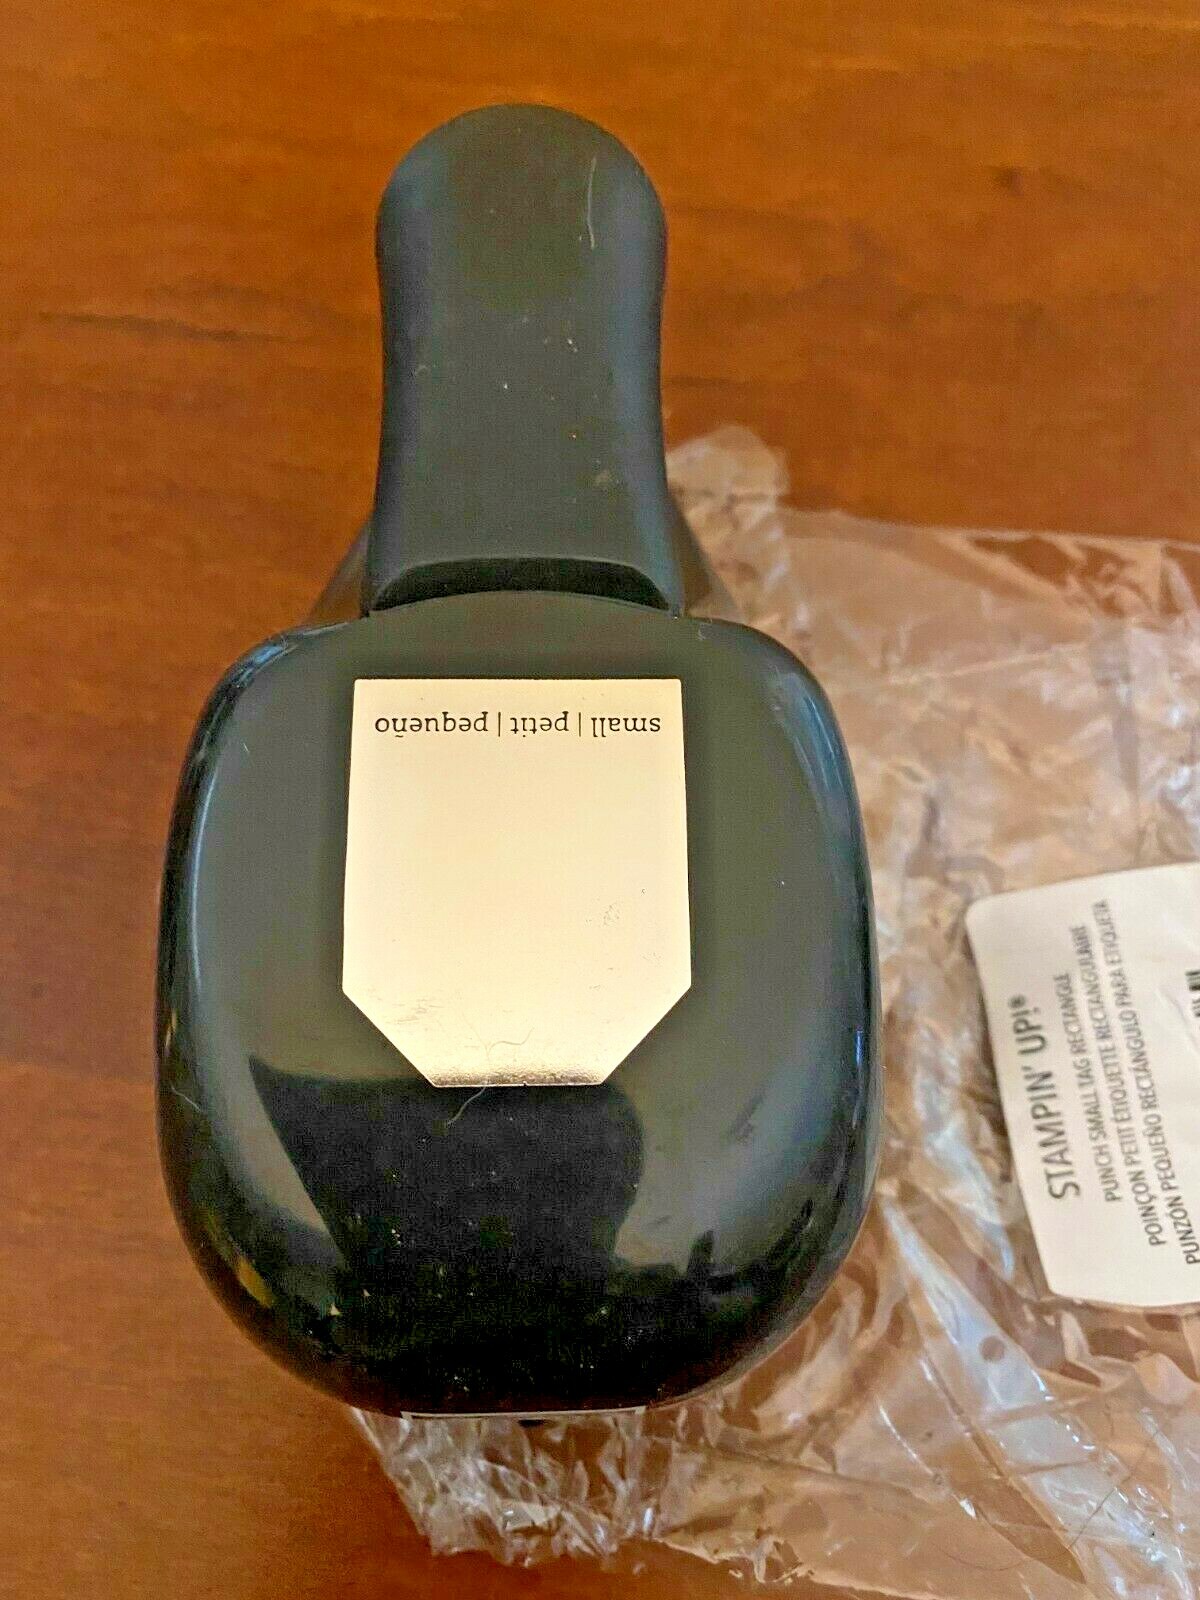 small | petit | pequeño
STAMPIN' UP!®
PUNCH SMALL TAG RECTANGLE
POINÇON PETIT ÉTIQUETTE RECTANGULAIRE
PUNZÓN PEQUEÑO RECTÁNGULO PARA ETIQUETA